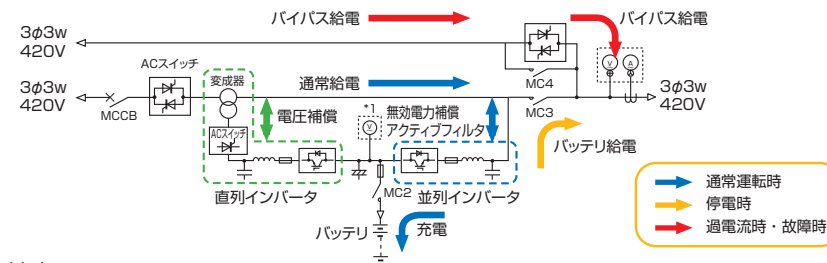 バイパス給電
バイパス給電
3φ3w
420V
ACスイッチ
変成器
通常給電
MC4
V
A
3φ3w
420V
MCCB
電圧補償
*1
V
無効電力補償
アクティブフィルタ
MC3
3φ3w
420V
ACスイッチ
バッテリ給電
直列インバータ
MC2
並列インバータ
バッテリ
充電
通常運転時
停電時
過電流時・故障時